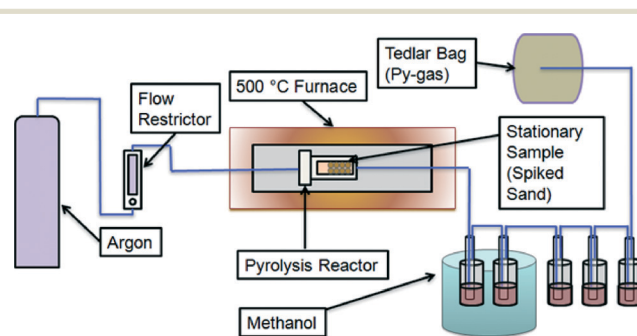 Tedlar Bag
(Py-gas)
500 °C Furnace
Flow
Restrictor
Stationary
Sample
(Spiked
Sand)
Argon
Pyrolysis Reactor
Methanol